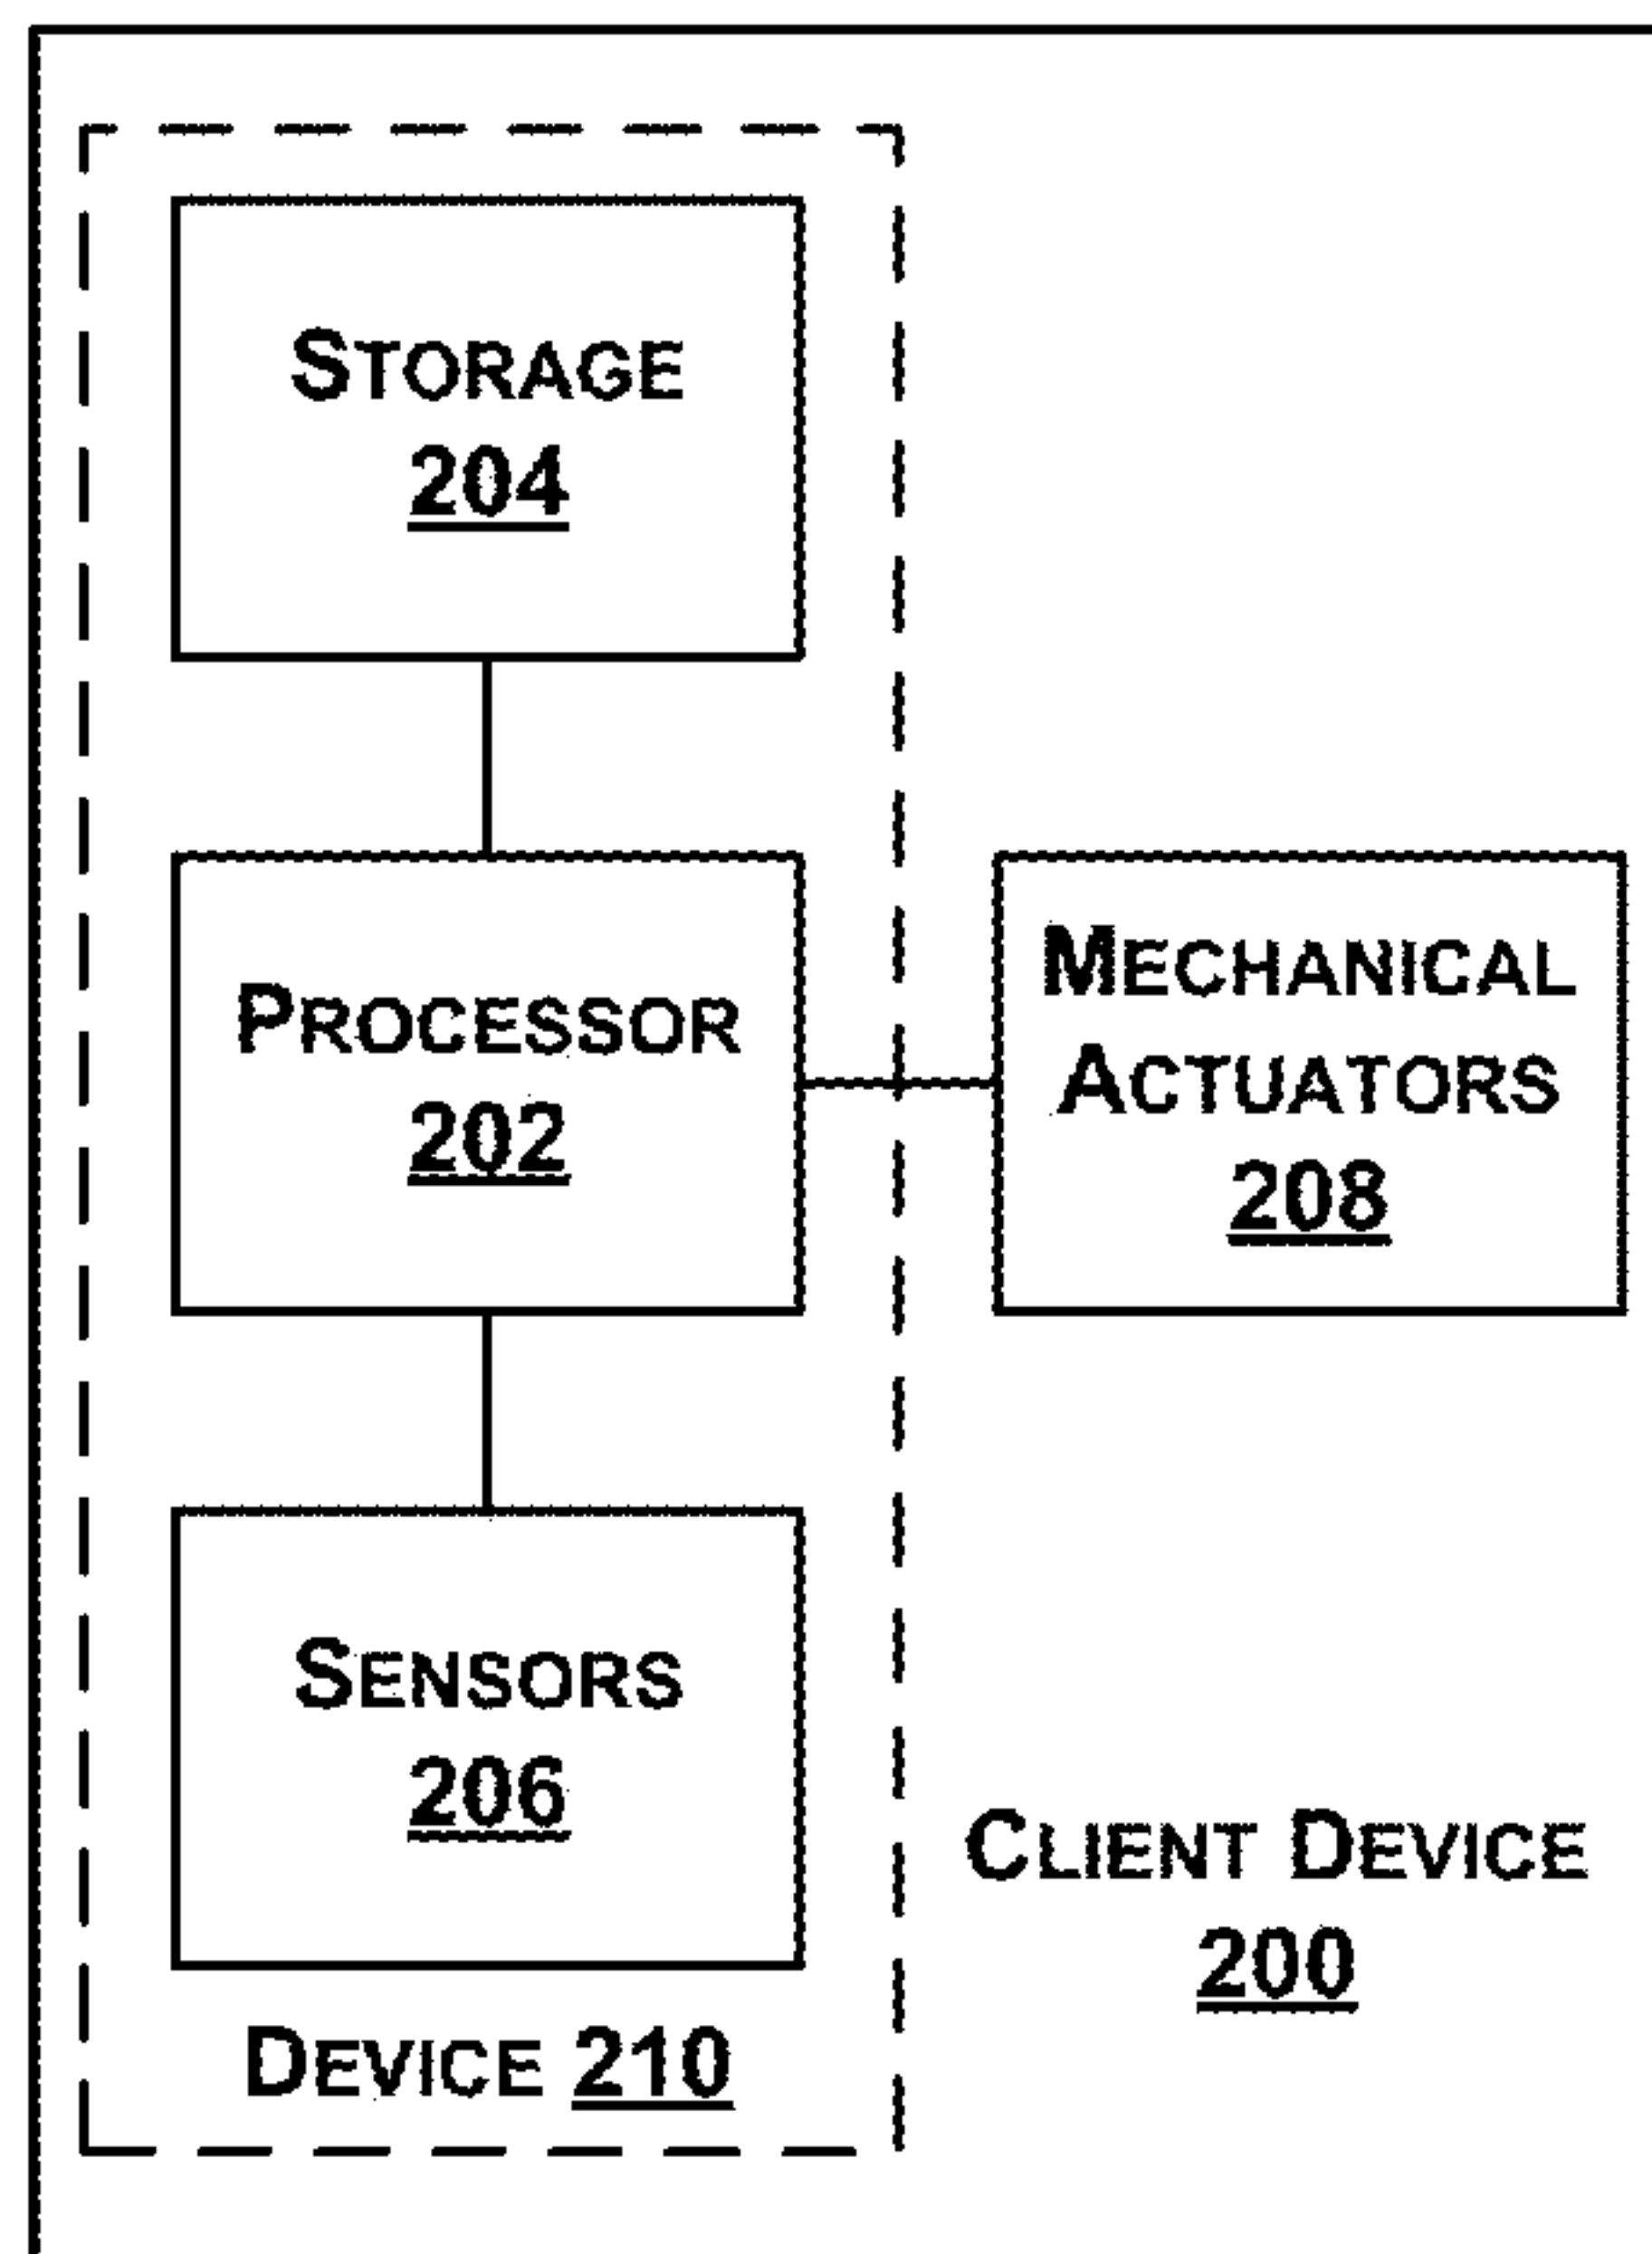 STORAGE
204
PROCESSOR
202
MECHANICAL
ACTUATORS
208
SENSORS
206
CLIENT DEVICE
200
DEVICE 210